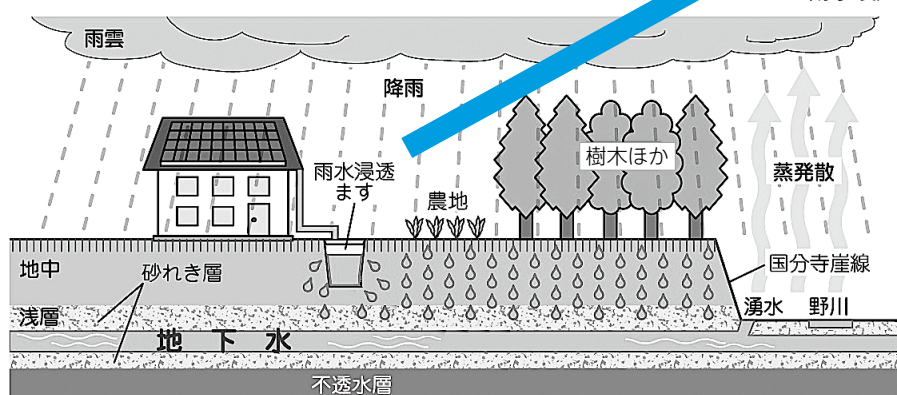 雨雲
降雨
樹木ほか
蒸発散
雨水浸透
ます
農地
地中
砂れき層
国分寺崖線
浅層
湧水
野川
地下水
不透水層